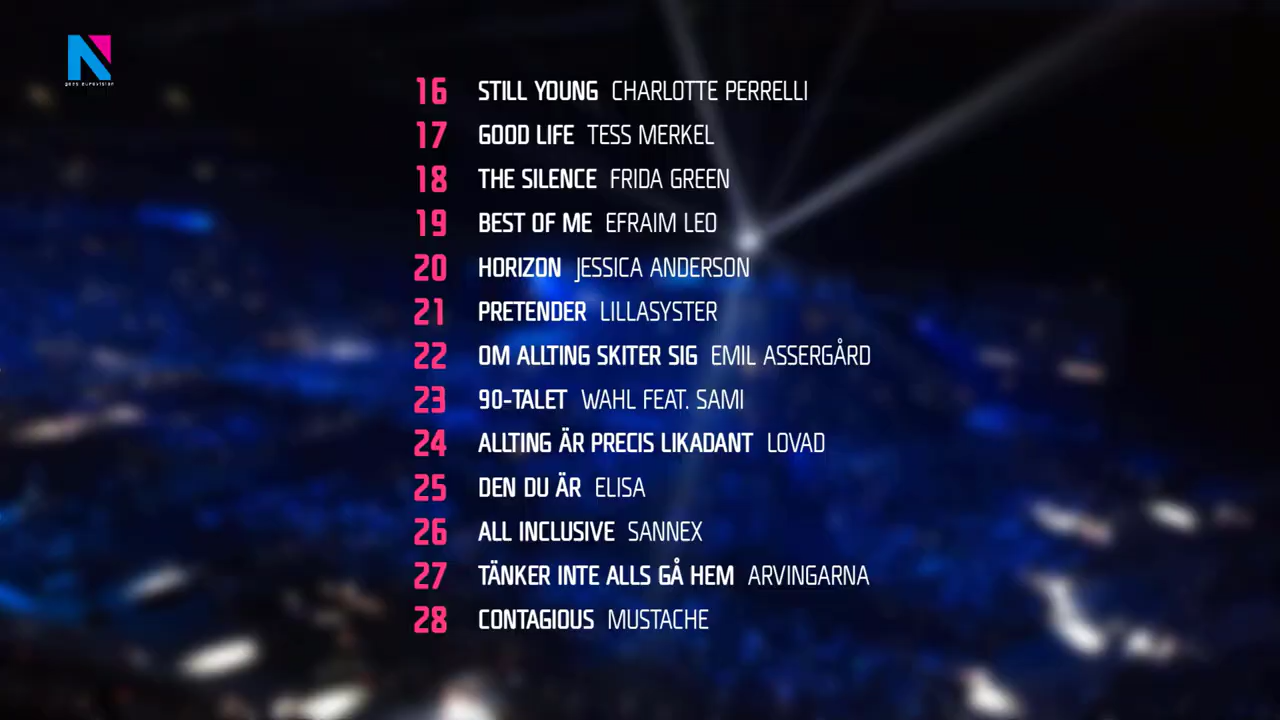 16 STILL YOUNG CHARLOTTE PERRELLI
17 GOOD LIFE TESS MERKEL
18 THE SILENCE FRIDA GREEN
19 BEST OF ME EFRAIM LEO
20 HORIZON JESSICA ANDERSON
21 PRETENDER LILLASYSTER
22 OM ALLTING SKITER SIG EMIL ASSERGÅRD
23 90-TALET WAHL FEAT. SAMI
24 ALLTING ÄR PRECIS LIKADANT LOVAD
25 DEN DU ÄR ELISA
26 ALL INCLUSIVE SANNEX
27 TÄNKER INTE ALLS GÅ HEM ARVINGARNA
28 CONTAGIOUS MUSTACHE